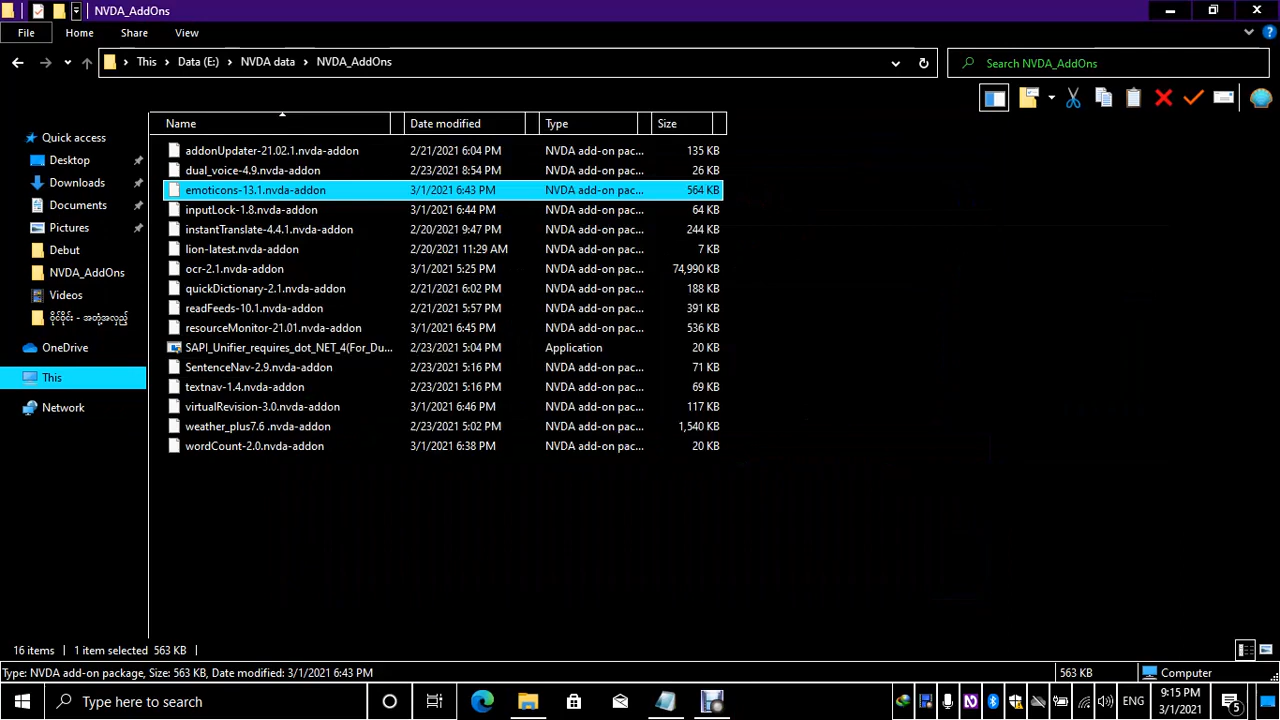 NVDA_AddOns
File Home Share View
This Data (E:) NVDA data NVDA_AddOns Search NVDA_AddOns
Name Date modified Type Size
Quick access
Desktop
Downloads
Documents
Pictures
Debut
NVDA_AddOns
Videos
ဝိုင်ဝိုင်း - အတုံ့အလှည့်
OneDrive
This
Network
addonUpdater-21.02.1.nvda-addon 2/21/2021 6:04 PM NVDA add-on pac... 135 KB
dual_voice-4.9.nvda-addon 2/23/2021 8:54 PM NVDA add-on pac... 26 KB
emoticons-13.1.nvda-addon 3/1/2021 6:43 PM NVDA add-on pac... 564 KB
inputLock-1.8.nvda-addon 3/1/2021 6:44 PM NVDA add-on pac... 64 KB
instantTranslate-4.4.1.nvda-addon 2/20/2021 9:47 PM NVDA add-on pac... 244 KB
lion-latest.nvda-addon 2/20/2021 11:29 AM NVDA add-on pac... 7 KB
ocr-2.1.nvda-addon 3/1/2021 5:25 PM NVDA add-on pac... 74,990 KB
quickDictionary-2.1.nvda-addon 2/21/2021 6:02 PM NVDA add-on pac... 188 KB
readFeeds-10.1.nvda-addon 2/21/2021 5:57 PM NVDA add-on pac... 391 KB
resourceMonitor-21.01.nvda-addon 3/1/2021 6:45 PM NVDA add-on pac... 536 KB
SAPI_Unifier_requires_dot_NET_4(For_Du... 2/23/2021 5:04 PM Application 20 KB
SentenceNav-2.9.nvda-addon 2/23/2021 5:16 PM NVDA add-on pac... 71 KB
textnav-1.4.nvda-addon 2/23/2021 5:16 PM NVDA add-on pac... 69 KB
virtualRevision-3.0.nvda-addon 3/1/2021 6:46 PM NVDA add-on pac... 117 KB
weather_plus7.6 .nvda-addon 2/23/2021 5:02 PM NVDA add-on pac... 1,540 KB
wordCount-2.0.nvda-addon 3/1/2021 6:38 PM NVDA add-on pac... 20 KB
16 items 1 item selected 563 KB
Type: NVDA add-on package, Size: 563 KB, Date modified: 3/1/2021 6:43 PM 563 KB Computer
Type here to search ENG 9:15 PM
3/1/2021 5